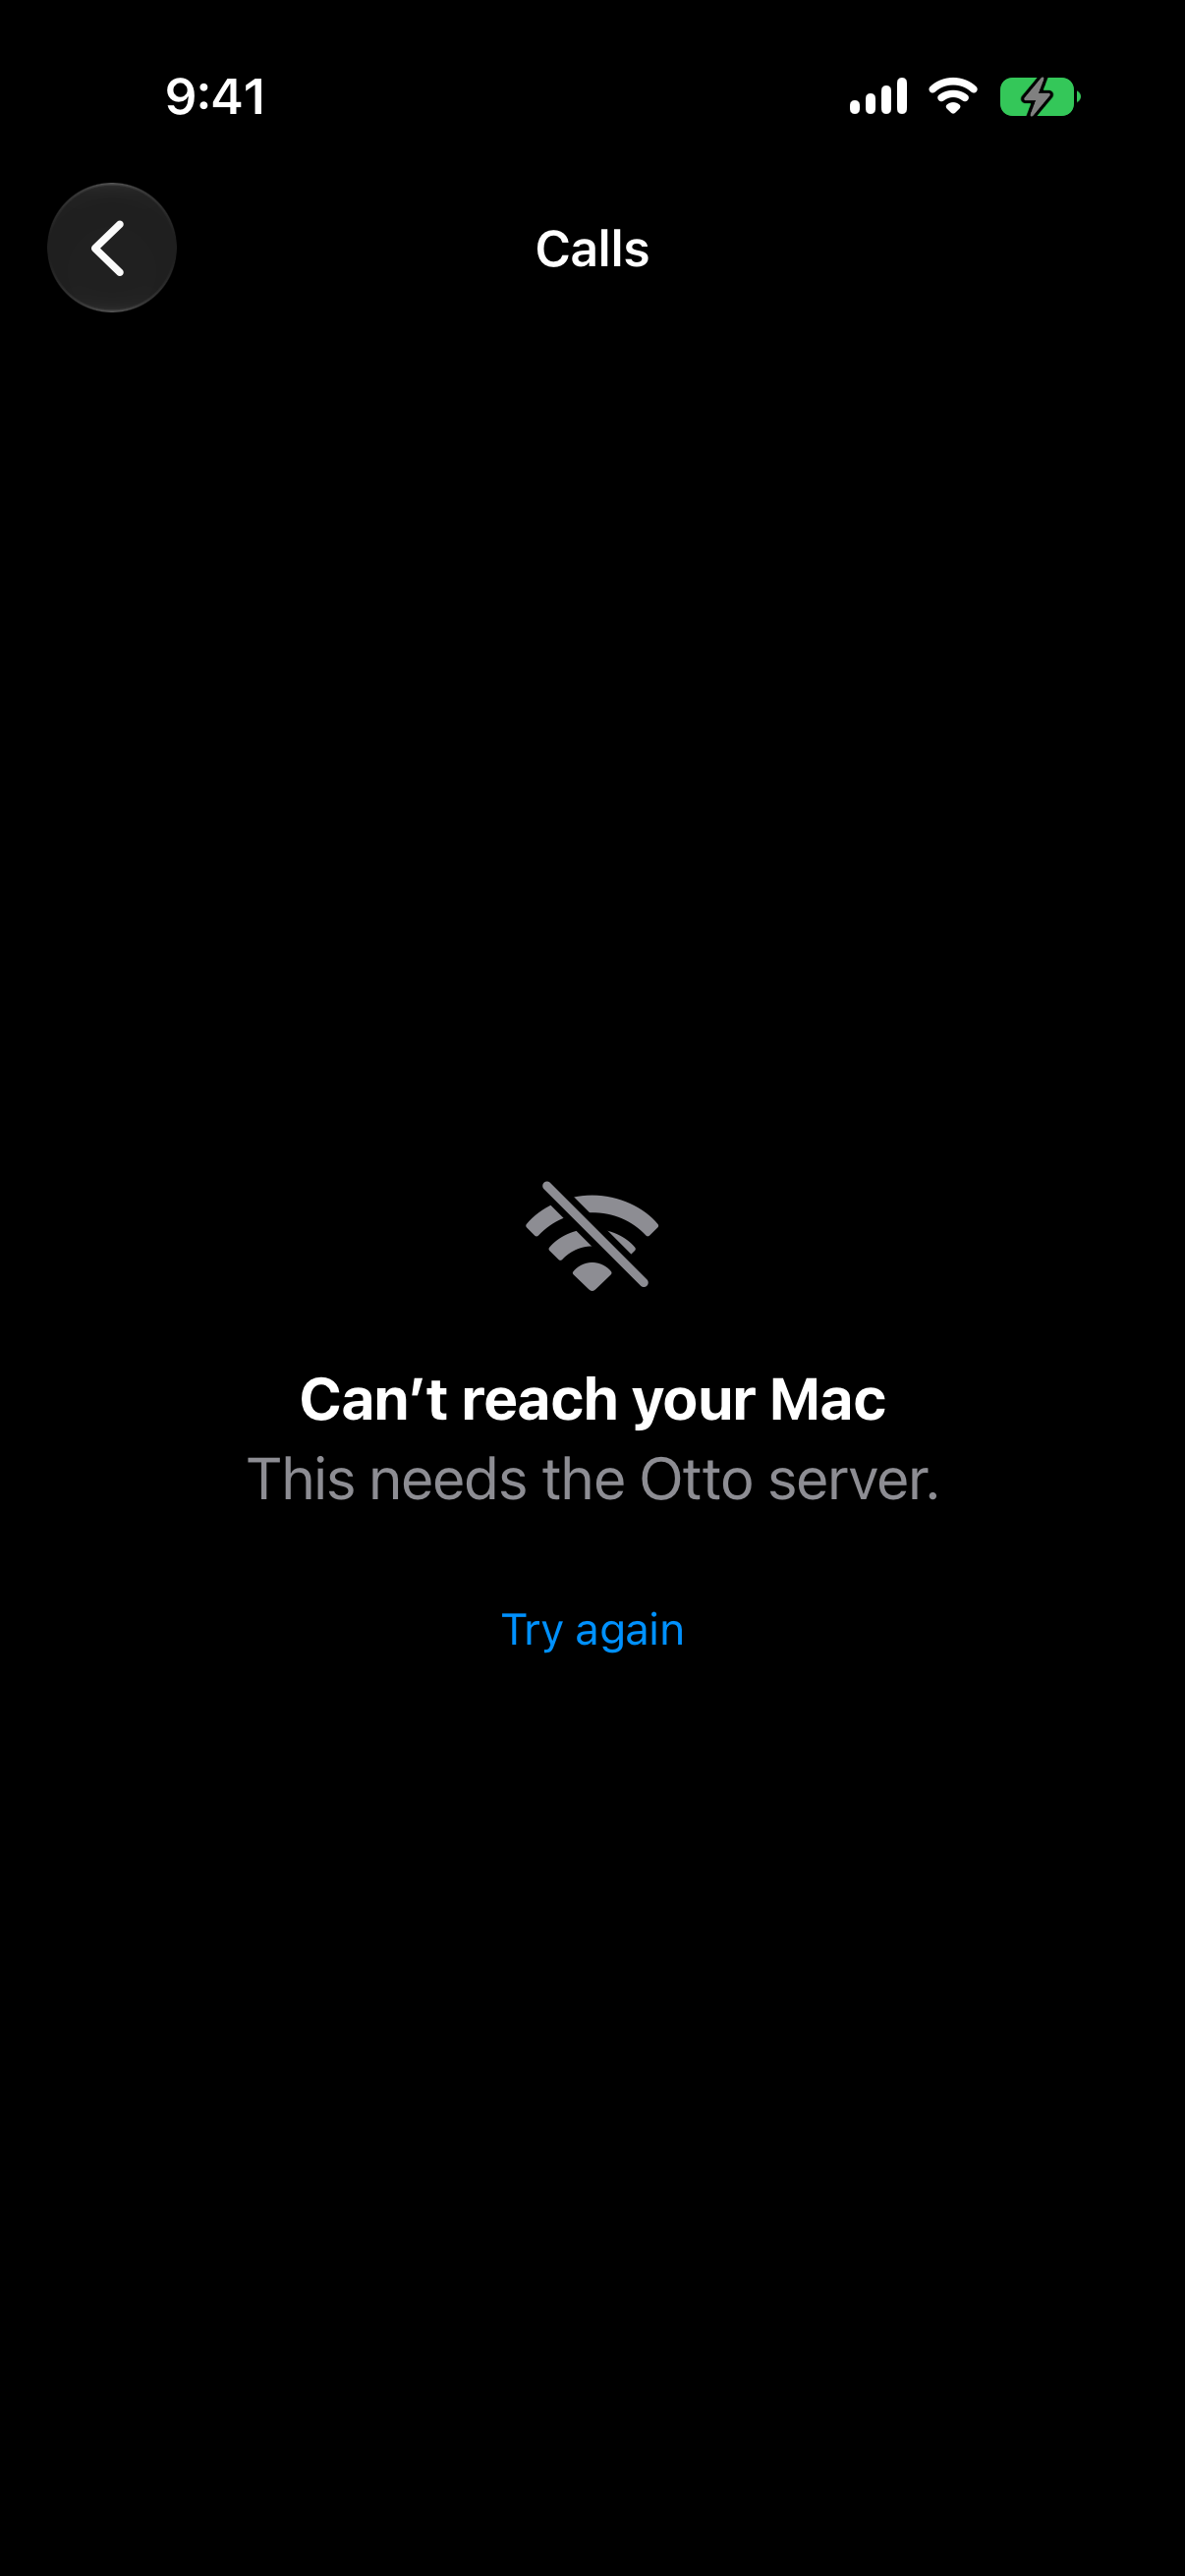 9:41
Calls
Can’t reach your Mac
This needs the Otto server.
Try again